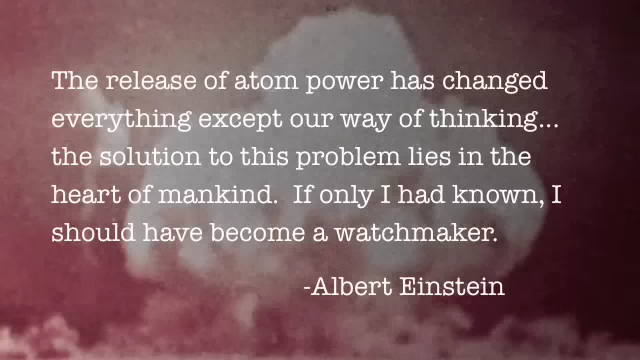 The release of atom power has changed
everything except our way of thinking...
the solution to this problem lies in the
heart of mankind.  If only I had known, I
should have become a watchmaker.
-Albert Einstein